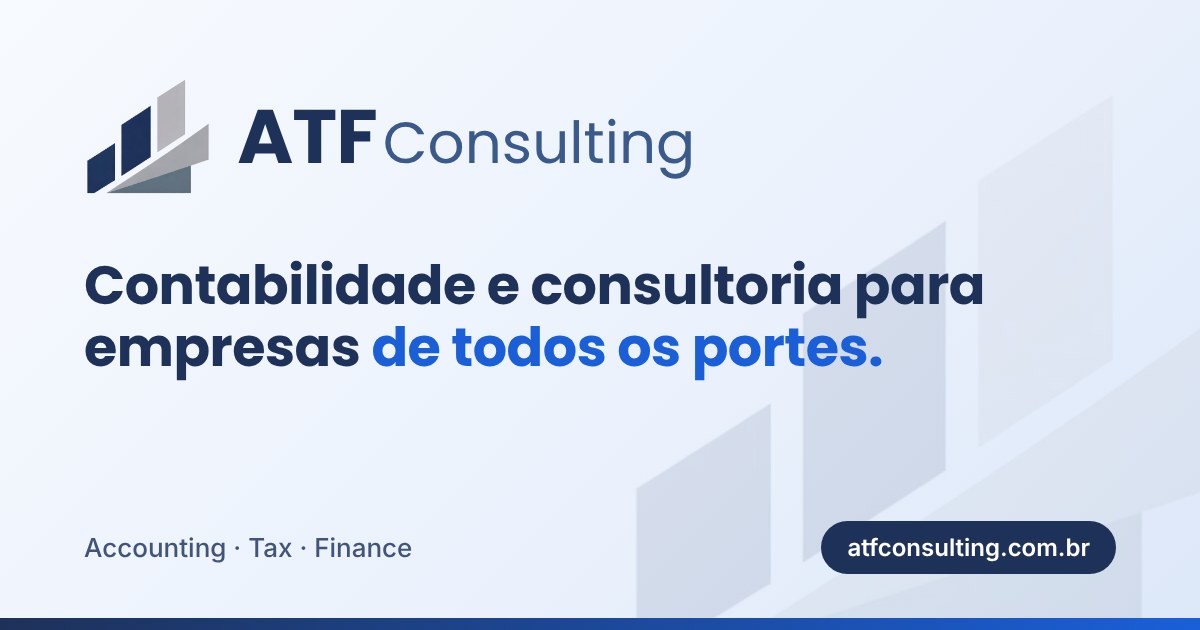 ATF Consulting
Contabilidade e consultoria para
empresas de todos os portes.
Accounting · Tax · Finance
atfconsulting.com.br